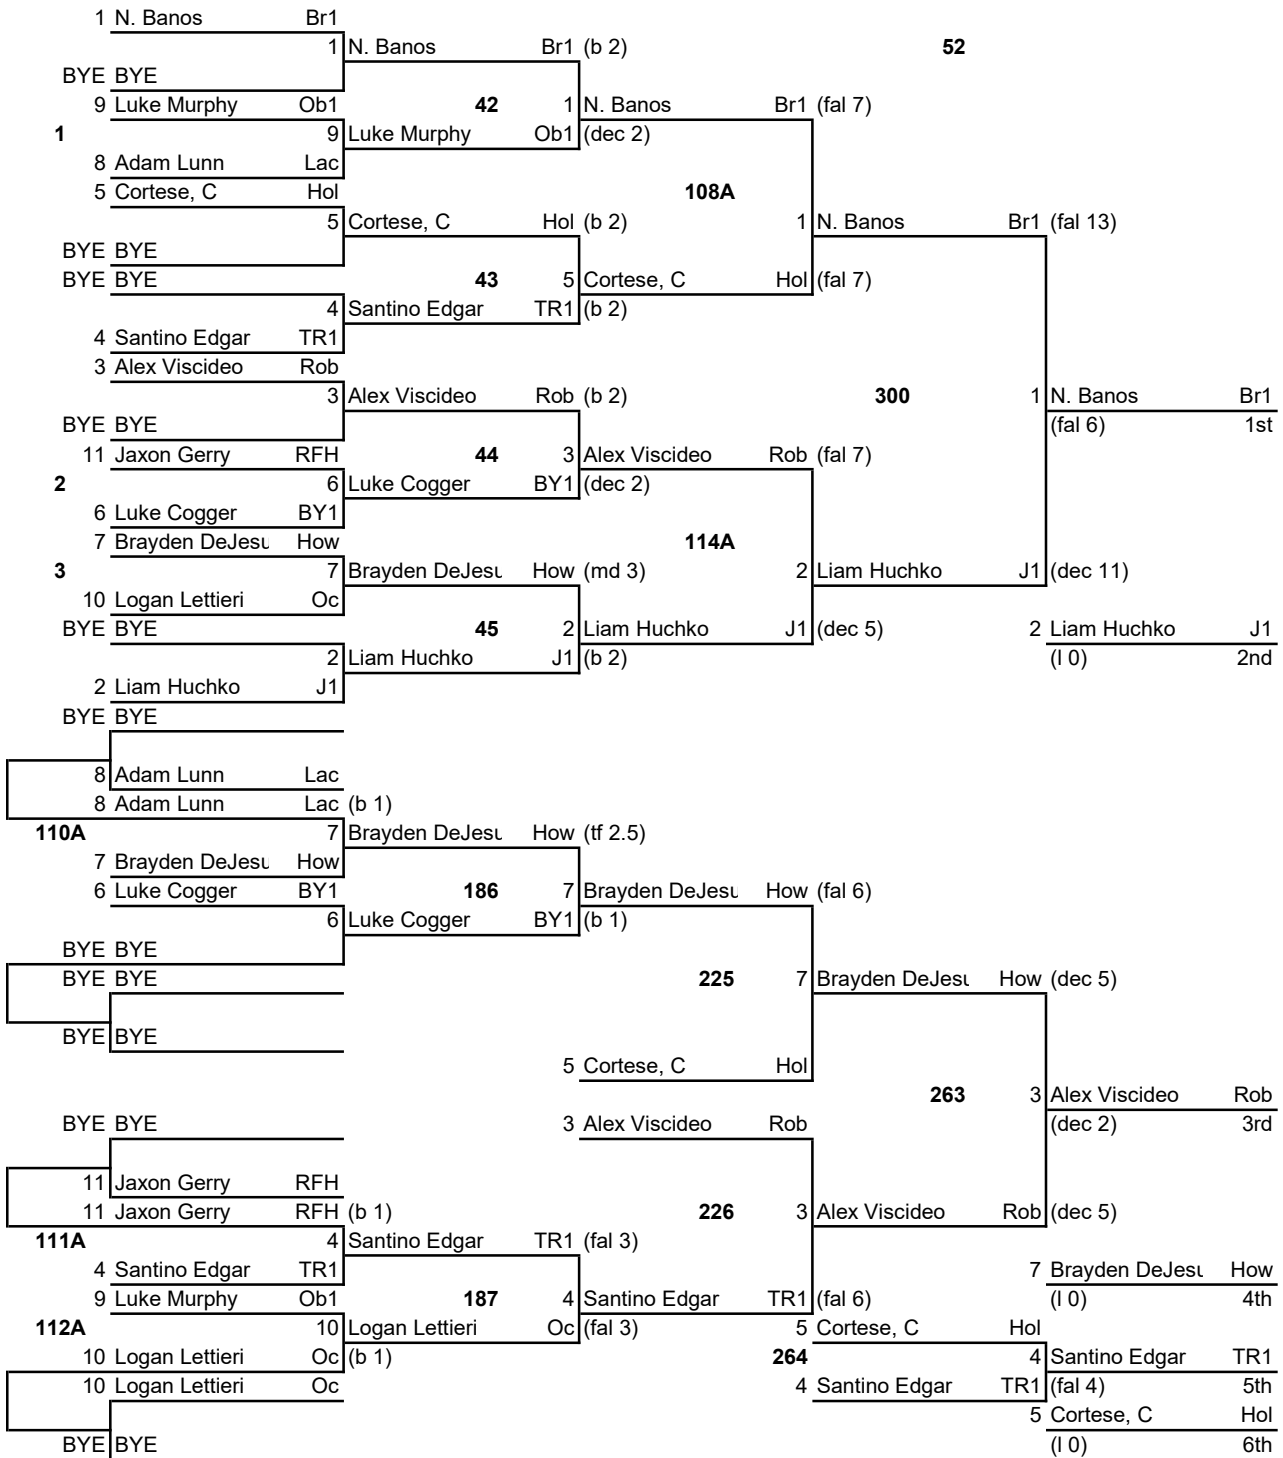 1 N. Banos Br1
1 N. Banos Br1 (b 2) 52
BYE BYE
9 Luke Murphy Ob1 42 1 N. Banos Br1 (fal 7)
1 9 Luke Murphy Ob1 (dec 2)
8 Adam Lunn Lac
5 Cortese, C Hol 108A
5 Cortese, C Hol (b 2) 1 N. Banos Br1 (fal 13)
BYE BYE
BYE BYE 43 5 Cortese, C Hol (fal 7)
4 Santino Edgar TR1 (b 2)
4 Santino Edgar TR1
3 Alex Viscideo Rob
3 Alex Viscideo Rob (b 2) 300 1 N. Banos Br1
BYE BYE (fal 6) 1st
11 Jaxon Gerry RFH 44 3 Alex Viscideo Rob (fal 7)
2 6 Luke Cogger BY1 (dec 2)
6 Luke Cogger BY1
7 Brayden DeJesu How 114A
3 7 Brayden DeJesu How (md 3) 2 Liam Huchko J1 (dec 11)
10 Logan Lettieri Oc
BYE BYE 45 2 Liam Huchko J1 (dec 5) 2 Liam Huchko J1
2 Liam Huchko J1 (b 2) (l 0) 2nd
2 Liam Huchko J1
BYE BYE
8 Adam Lunn Lac
8 Adam Lunn Lac (b 1)
110A 7 Brayden DeJesu How (tf 2.5)
7 Brayden DeJesu How
6 Luke Cogger BY1 186 7 Brayden DeJesu How (fal 6)
6 Luke Cogger BY1 (b 1)
BYE BYE
BYE BYE 225 7 Brayden DeJesu How (dec 5)
BYE BYE
5 Cortese, C Hol
263 3 Alex Viscideo Rob
BYE BYE 3 Alex Viscideo Rob (dec 2) 3rd
11 Jaxon Gerry RFH
11 Jaxon Gerry RFH (b 1) 226 3 Alex Viscideo Rob (dec 5)
111A 4 Santino Edgar TR1 (fal 3)
4 Santino Edgar TR1 7 Brayden DeJesu How
9 Luke Murphy Ob1 187 4 Santino Edgar TR1 (fal 6) (l 0) 4th
112A 10 Logan Lettieri Oc (fal 3) 5 Cortese, C Hol
10 Logan Lettieri Oc (b 1) 264 4 Santino Edgar TR1
10 Logan Lettieri Oc 4 Santino Edgar TR1 (fal 4) 5th
5 Cortese, C Hol
BYE BYE (l 0) 6th